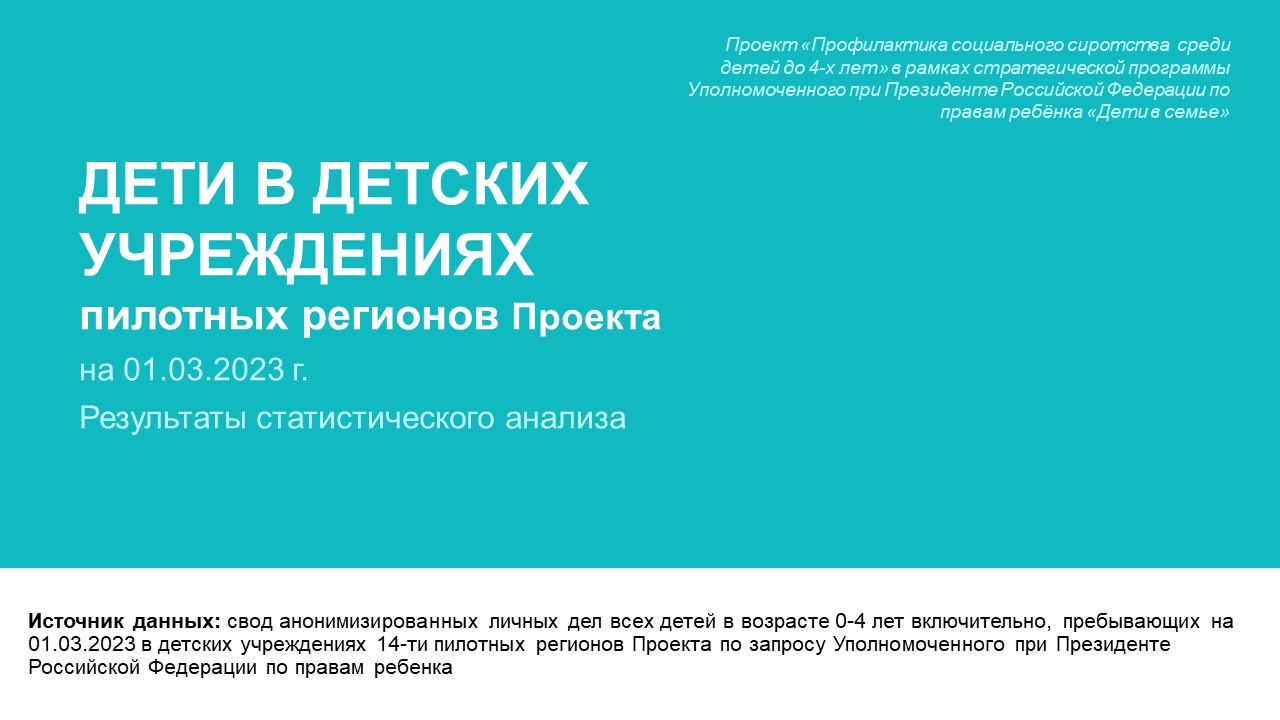 Проект «Профилактика социального сиротства среди
детей до 4-х лет» в рамках стратегической программы
Уполномоченного при Президенте Российской Федерации по
правам ребёнка «Дети в семье»
ДЕТИ В ДЕТСКИХ
УЧРЕЖДЕНИЯХ
пилотных регионов Проекта
на 01.03.2023 г.
Результаты статистического анализа
Источник данных: свод анонимизированных личных дел всех детей в возрасте 0-4 лет включительно, пребывающих на
01.03.2023 в детских учреждениях 14-ти пилотных регионов Проекта по запросу Уполномоченного при Президенте
Российской Федерации по правам ребенка